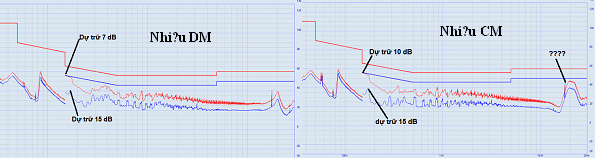 Dự trữ 7 dB
Nhi?u DM
Dự trữ 15 dB
Dự trữ 10 dB
Nhi?u CM
????
dự trữ 15 dB